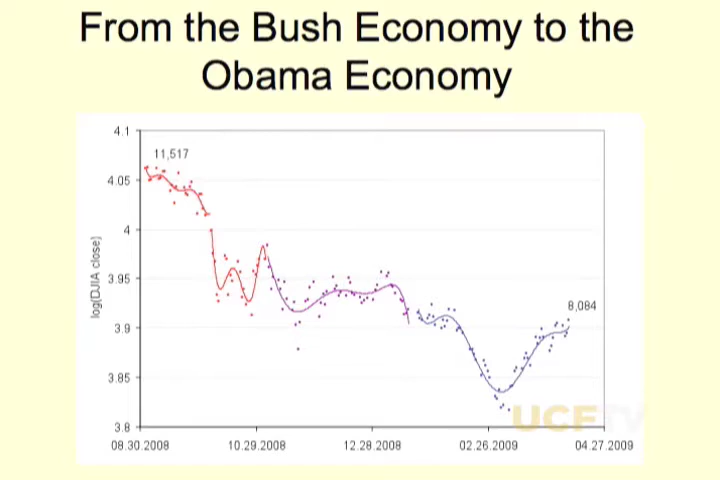 From the Bush Economy to the
Obama Economy
4.1
11,517
4.05
4
log(DJIA close)
3.95
8,084
3.9
3.85
UCFTV
3.8
08.30.2008 10.29.2008 12.28.2008 02.26.2009 04.27.2009